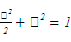 □²/2 + □² = 1